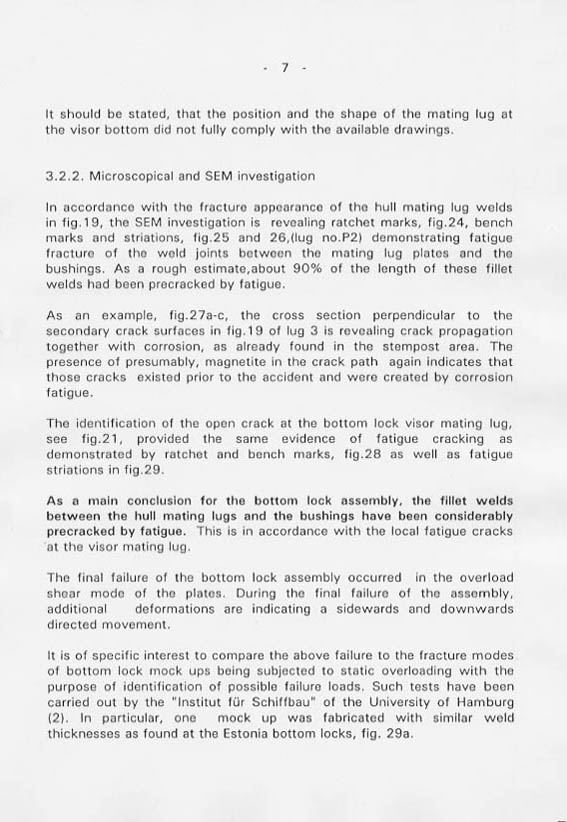 - 7 -
It should be stated, that the position and the shape of the mating lug at
the visor bottom did not fully comply with the available drawings.
3.2.2. Microscopical and SEM investigation
In accordance with the fracture appearance of the hull mating lug welds
in fig.19, the SEM investigation is revealing ratchet marks, fig.24, bench
marks and striations, fig.25 and 26,(lug no.P2) demonstrating fatigue
fracture of the weld joints between the mating lug plates and the
bushings. As a rough estimate,about 90% of the length of these fillet
welds had been precracked by fatigue.
As an example, fig.27a-c, the cross section perpendicular to the
secondary crack surfaces in fig.19 of lug 3 is revealing crack propagation
together with corrosion, as already found in the stempost area. The
presence of presumably, magnetite in the crack path again indicates that
those cracks existed prior to the accident and were created by corrosion
fatigue.
The identification of the open crack at the bottom lock visor mating lug,
see fig.21, provided the same evidence of fatigue cracking as
demonstrated by ratchet and bench marks, fig.28 as well as fatigue
striations in fig.29.
As a main conclusion for the bottom lock assembly, the fillet welds
between the hull mating lugs and the bushings have been considerably
precracked by fatigue. This is in accordance with the local fatigue cracks
at the visor mating lug.
The final failure of the bottom lock assembly occurred in the overload
shear mode of the plates. During the final failure of the assembly,
additional deformations are indicating a sidewards and downwards
directed movement.
It is of specific interest to compare the above failure to the fracture modes
of bottom lock mock ups being subjected to static overloading with the
purpose of identification of possible failure loads. Such tests have been
carried out by the "Institut für Schiffbau" of the University of Hamburg
(2). In particular, one mock up was fabricated with similar weld
thicknesses as found at the Estonia bottom locks, fig. 29a.